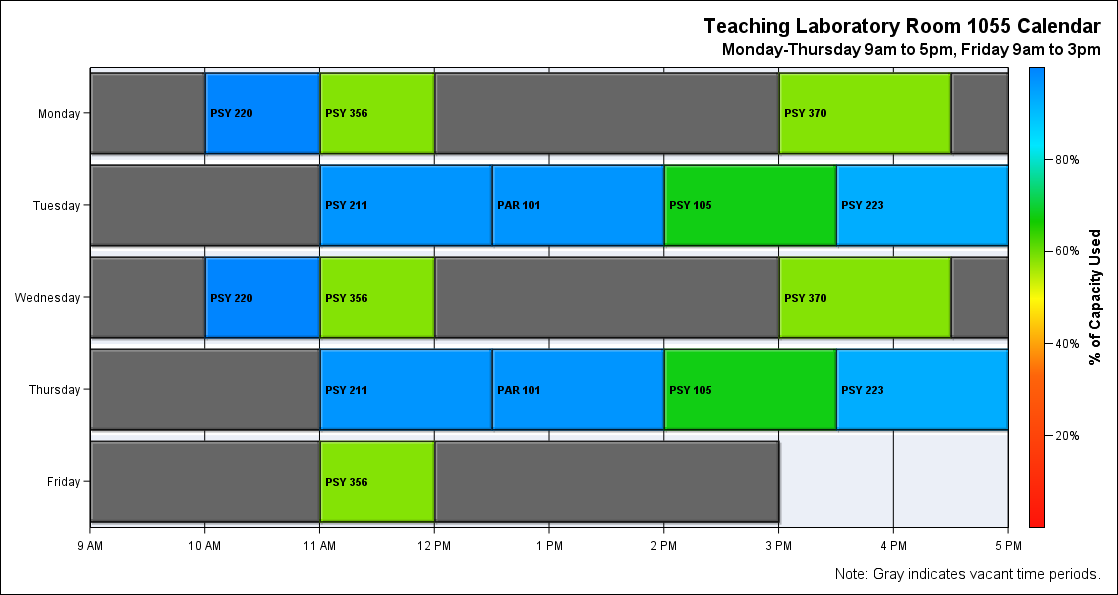 Teaching Laboratory Room 1055 Calendar
Monday-Thursday 9am to 5pm, Friday 9am to 3pm
Monday
PSY 220
PSY 356
PSY 370
Tuesday
PSY 211
PAR 101
PSY 105
PSY 223
Wednesday
PSY 220
PSY 356
PSY 370
Thursday
PSY 211
PAR 101
PSY 105
PSY 223
Friday
PSY 356
9 AM
10 AM
11 AM
12 PM
1 PM
2 PM
3 PM
4 PM
5 PM
80%
60%
40%
20%
% of Capacity Used
Note: Gray indicates vacant time periods.